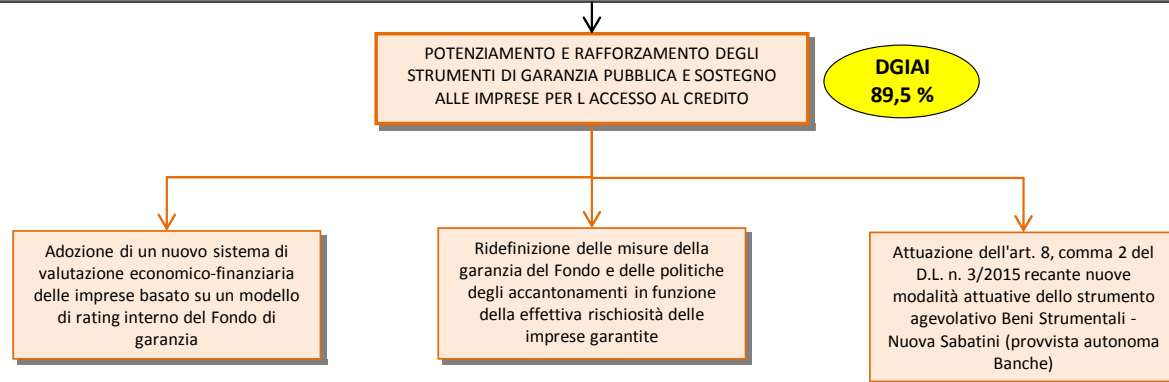 POTENZIAMENTO E RAFFORZAMENTO DEGLI
STRUMENTI DI GARANZIA PUBBLICA E SOSTEGNO
ALLE IMPRESE PER L ACCESSO AL CREDITO
DGIAI
89,5 %
Adozione di un nuovo sistema di
valutazione economico-finanziaria
delle imprese basato su un modello
di rating interno del Fondo di
garanzia
Ridefinizione delle misure della
garanzia del Fondo e delle politiche
degli accantonamenti in funzione
della effettiva rischiosità delle
imprese garantite
Attuazione dell'art. 8, comma 2 del
D.L. n. 3/2015 recante nuove
modalità attuative dello strumento
agevolativo Beni Strumentali -
Nuova Sabatini (provvista autonoma
Banche)